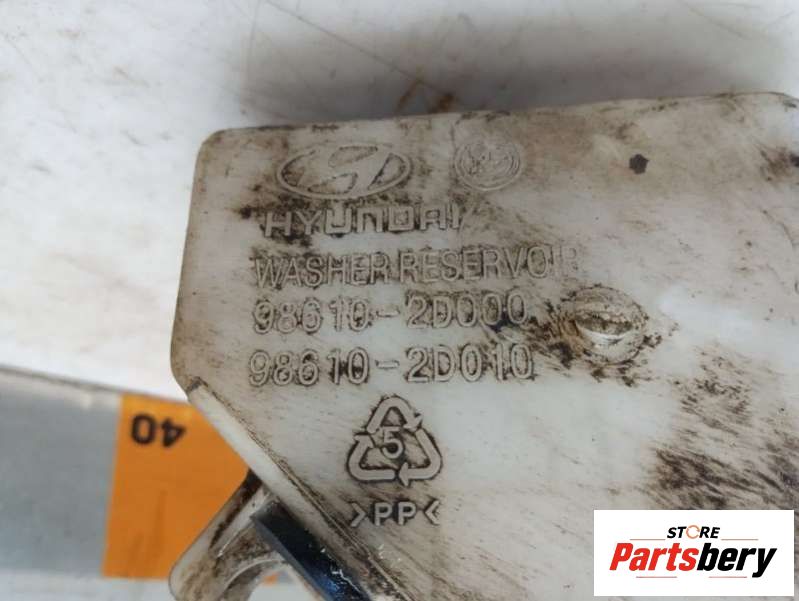 HYUNDAI
WASHER RESERVOIR
98610-2D000
98610-2D010
5
>PP<
40
STORE
Partsbery